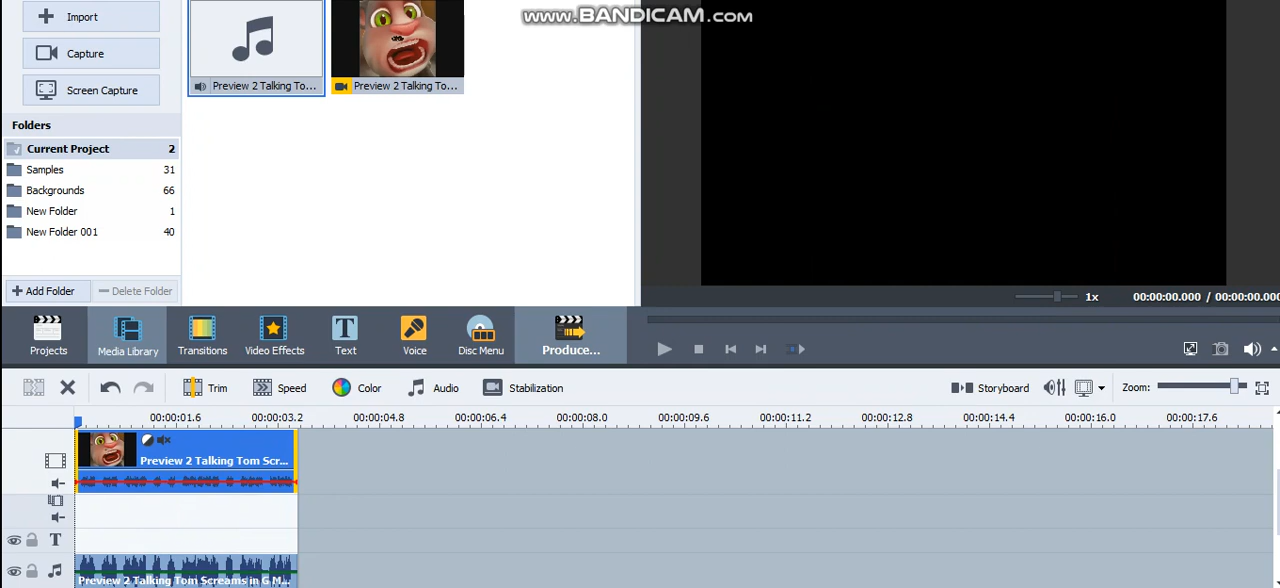 Import
www.BANDICAM.com
Capture
Screen Capture
Preview 2 Talking To...
Preview 2 Talking To...
Folders
Current Project 2
Samples 31
Backgrounds 66
New Folder 1
New Folder 001 40
+ Add Folder
Delete Folder
1x
00:00:00.000 / 00:00:00.000
Projects
Media Library
Transitions
Video Effects
T
Text
Voice
Disc Menu
Produce...
Trim
Speed
Color
Audio
Stabilization
Storyboard
Zoom:
00:00:01.6 00:00:03.2 00:00:04.8 00:00:06.4 00:00:08.0 00:00:09.6 00:00:11.2 00:00:12.8 00:00:14.4 00:00:16.0 00:00:17.6
Preview 2 Talking Tom Scr...
T
Preview 2 Talking Tom Screams in G M...